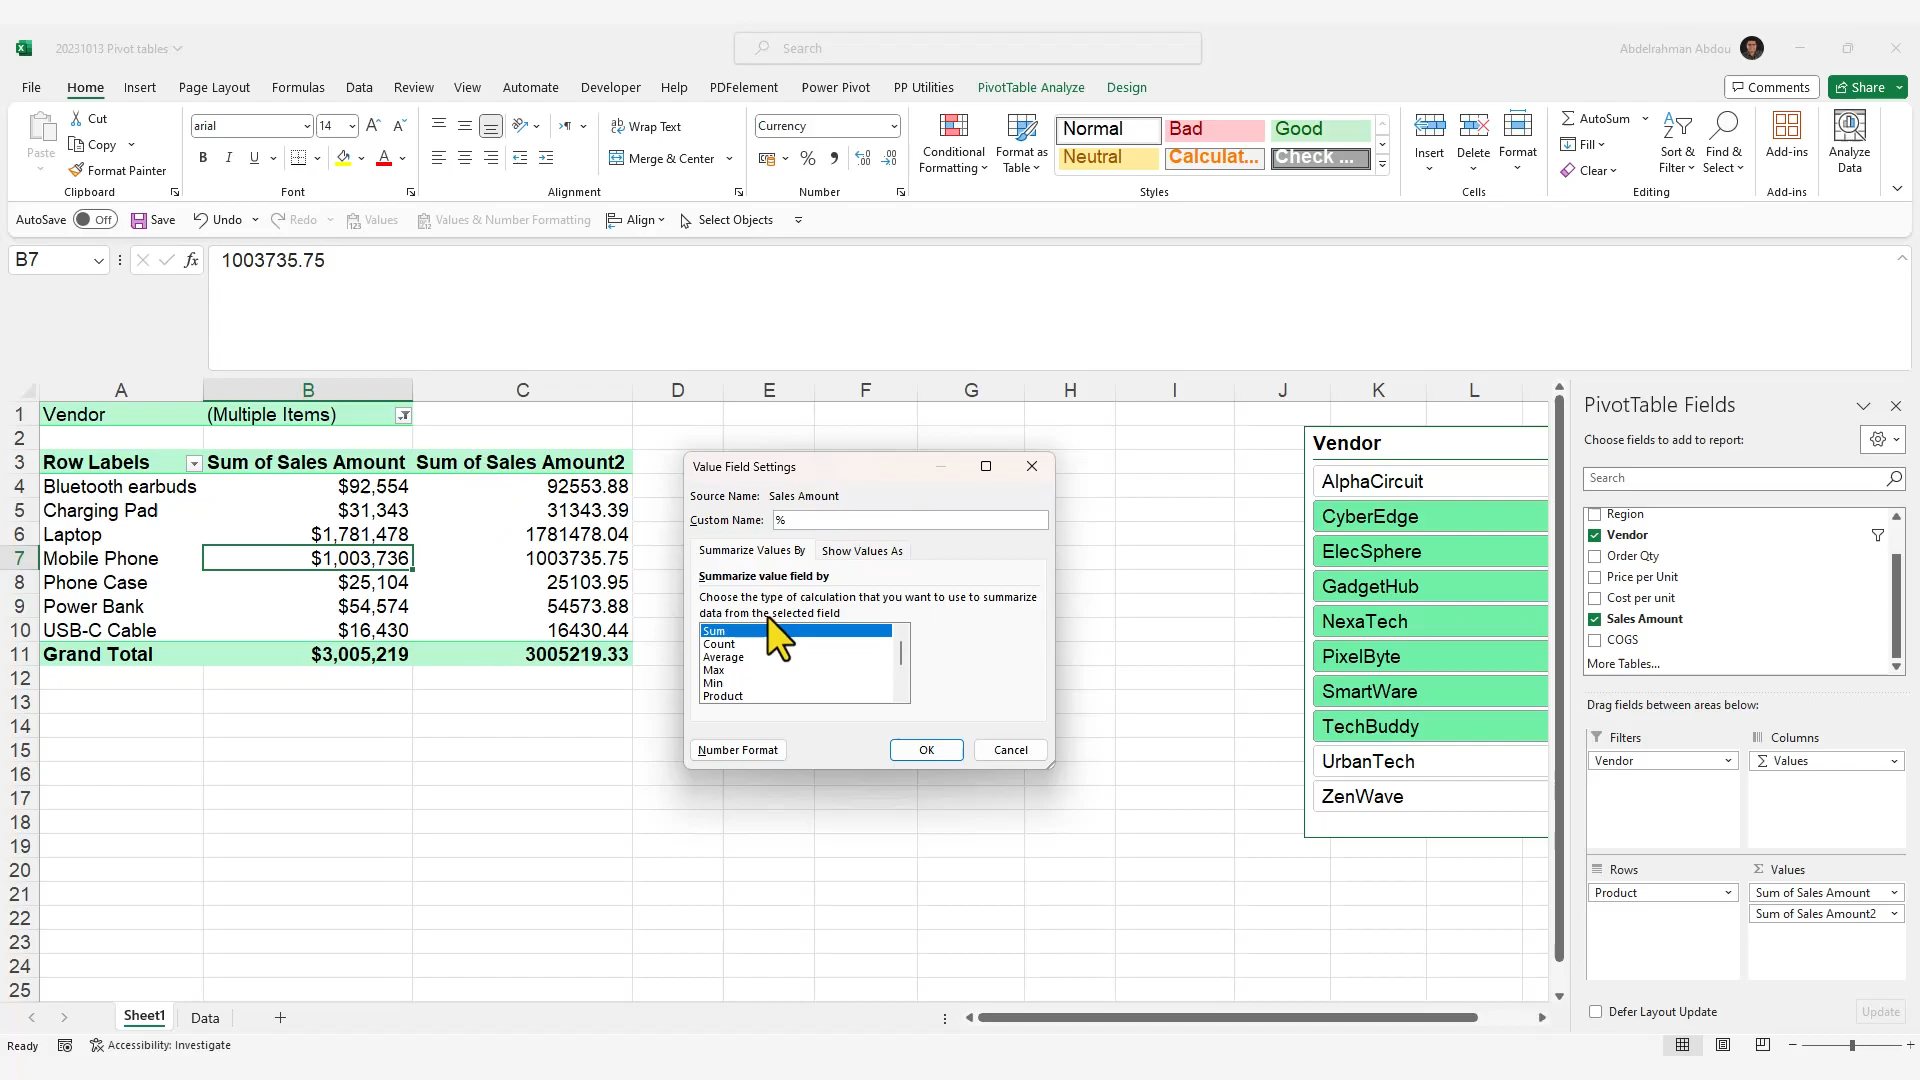 20231013 Pivot tables
Search
Abdelrahman Abdou
File Home Insert Page Layout Formulas Data Review View Automate Developer Help PDFelement Power Pivot PP Utilities PivotTable Analyze Design
Comments Share
Paste
Cut
Copy
Format Painter
Clipboard
arial 14
B I U
Font
Wrap Text
Merge & Center
Alignment
Currency
Number
Conditional Formatting
Format as Table
Normal Bad Good
Neutral Calculat... Check ...
Styles
Insert Delete Format
Cells
AutoSum
Fill
Clear
Sort & Filter
Find & Select
Editing
Add-ins
Add-ins
Analyze Data
AutoSave Off Save Undo Redo Values Values & Number Formatting Align Select Objects
B7 fx 1003735.75
A B C D E F G H I J K L
1 Vendor (Multiple Items)
2
3 Row Labels Sum of Sales Amount Sum of Sales Amount2
4 Bluetooth earbuds $92,554 92553.88
5 Charging Pad $31,343 31343.39
6 Laptop $1,781,478 1781478.04
7 Mobile Phone $1,003,736 1003735.75
8 Phone Case $25,104 25103.95
9 Power Bank $54,574 54573.88
10 USB-C Cable $16,430 16430.44
11 Grand Total $3,005,219 3005219.33
12
13
14
15
16
17
18
19
20
21
22
23
24
25
Value Field Settings
Source Name: Sales Amount
Custom Name: %
Summarize Values By Show Values As
Summarize value field by
Choose the type of calculation that you want to use to summarize
data from the selected field
Sum
Count
Average
Max
Min
Product
Number Format OK Cancel
Vendor
AlphaCircuit
CyberEdge
ElecSphere
GadgetHub
NexaTech
PixelByte
SmartWare
TechBuddy
UrbanTech
ZenWave
PivotTable Fields
Choose fields to add to report:
Search
Region
Vendor
Order Qty
Price per Unit
Cost per unit
Sales Amount
COGS
More Tables...
Drag fields between areas below:
Filters Columns
Vendor Values
Rows Values
Product Sum of Sales Amount
Sum of Sales Amount2
Defer Layout Update Update
Sheet1 Data
Ready Accessibility: Investigate